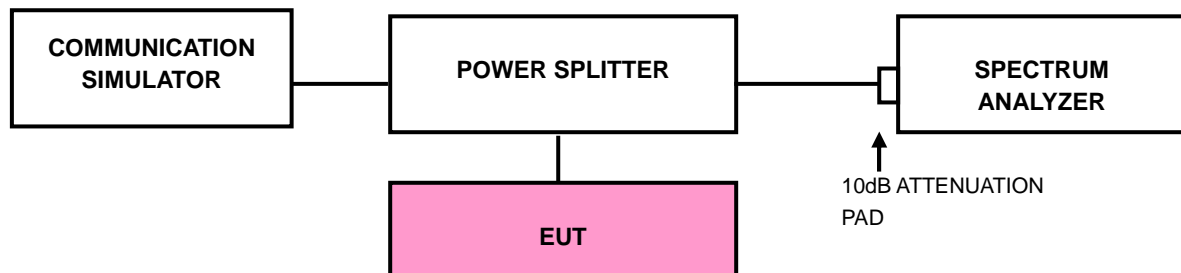 COMMUNICATION
SIMULATOR
POWER SPLITTER
SPECTRUM
ANALYZER
10dB ATTENUATION
PAD
EUT